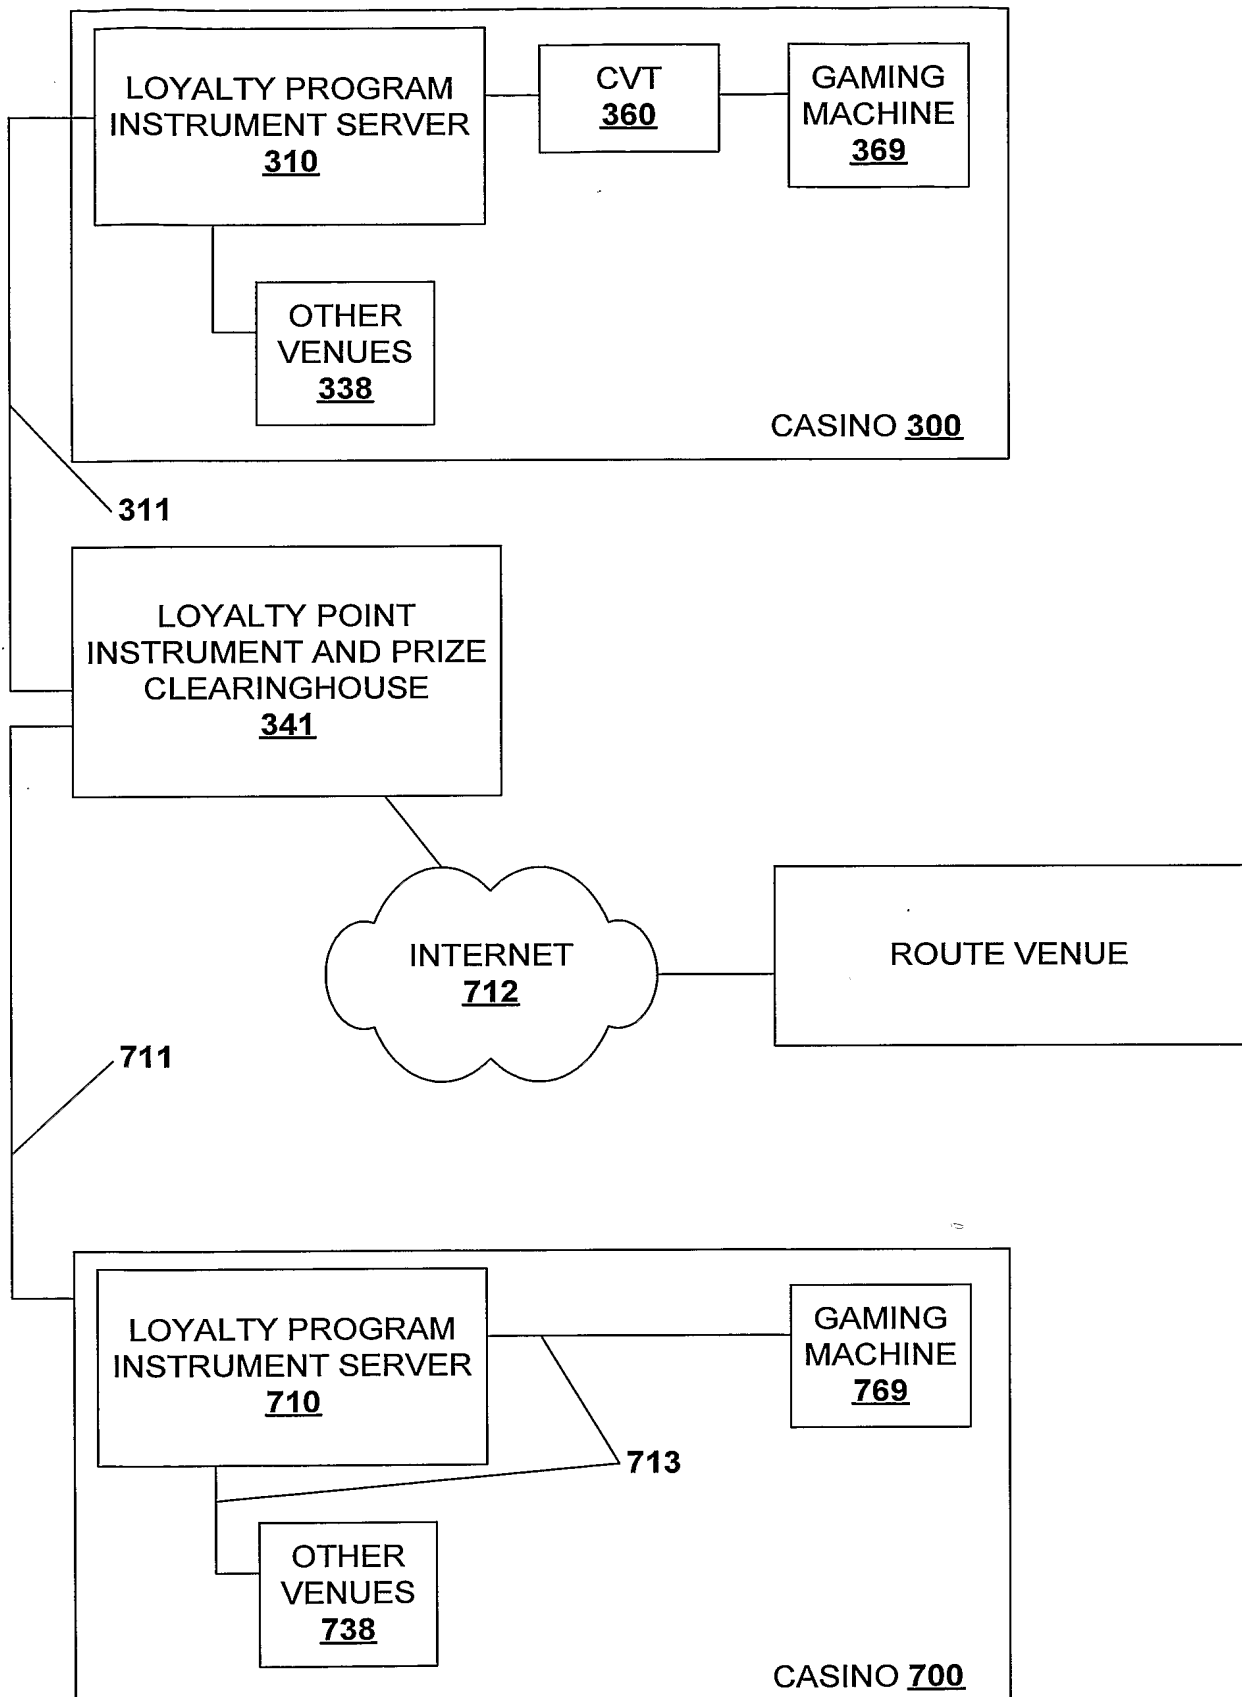 LOYALTY PROGRAM
INSTRUMENT SERVER
310
CVT
360
GAMING
MACHINE
369
OTHER
VENUES
338
CASINO 300
311
LOYALTY POINT
INSTRUMENT AND PRIZE
CLEARINGHOUSE
341
INTERNET
712
ROUTE VENUE
711
LOYALTY PROGRAM
INSTRUMENT SERVER
710
GAMING
MACHINE
769
713
OTHER
VENUES
738
CASINO 700